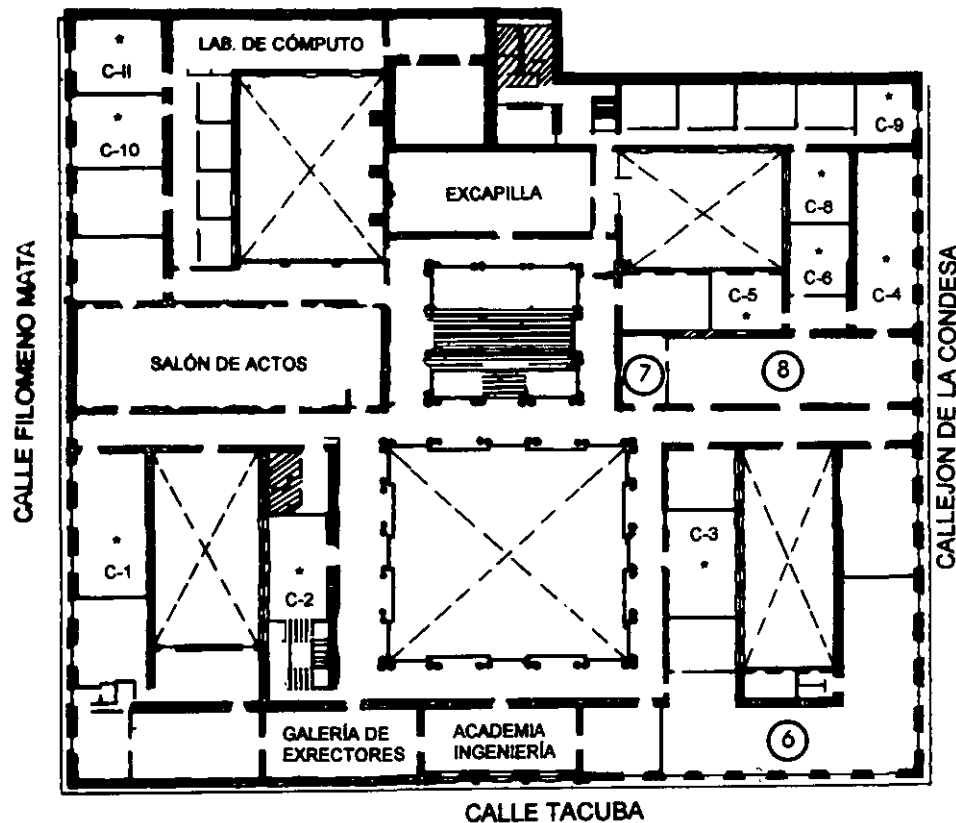 LAB. DE CÓMPUTO
C-11
C-10
C-9
EXCAPILLA
C-8
C-6
C-5
C-4
SALÓN DE ACTOS
7
8
CALLE FILOMENO MATA
CALLEJON DE LA CONDESA
C-1
C-2
C-3
GALERÍA DE
EXRECTORES
ACADEMIA
INGENIERÍA
6
CALLE TACUBA